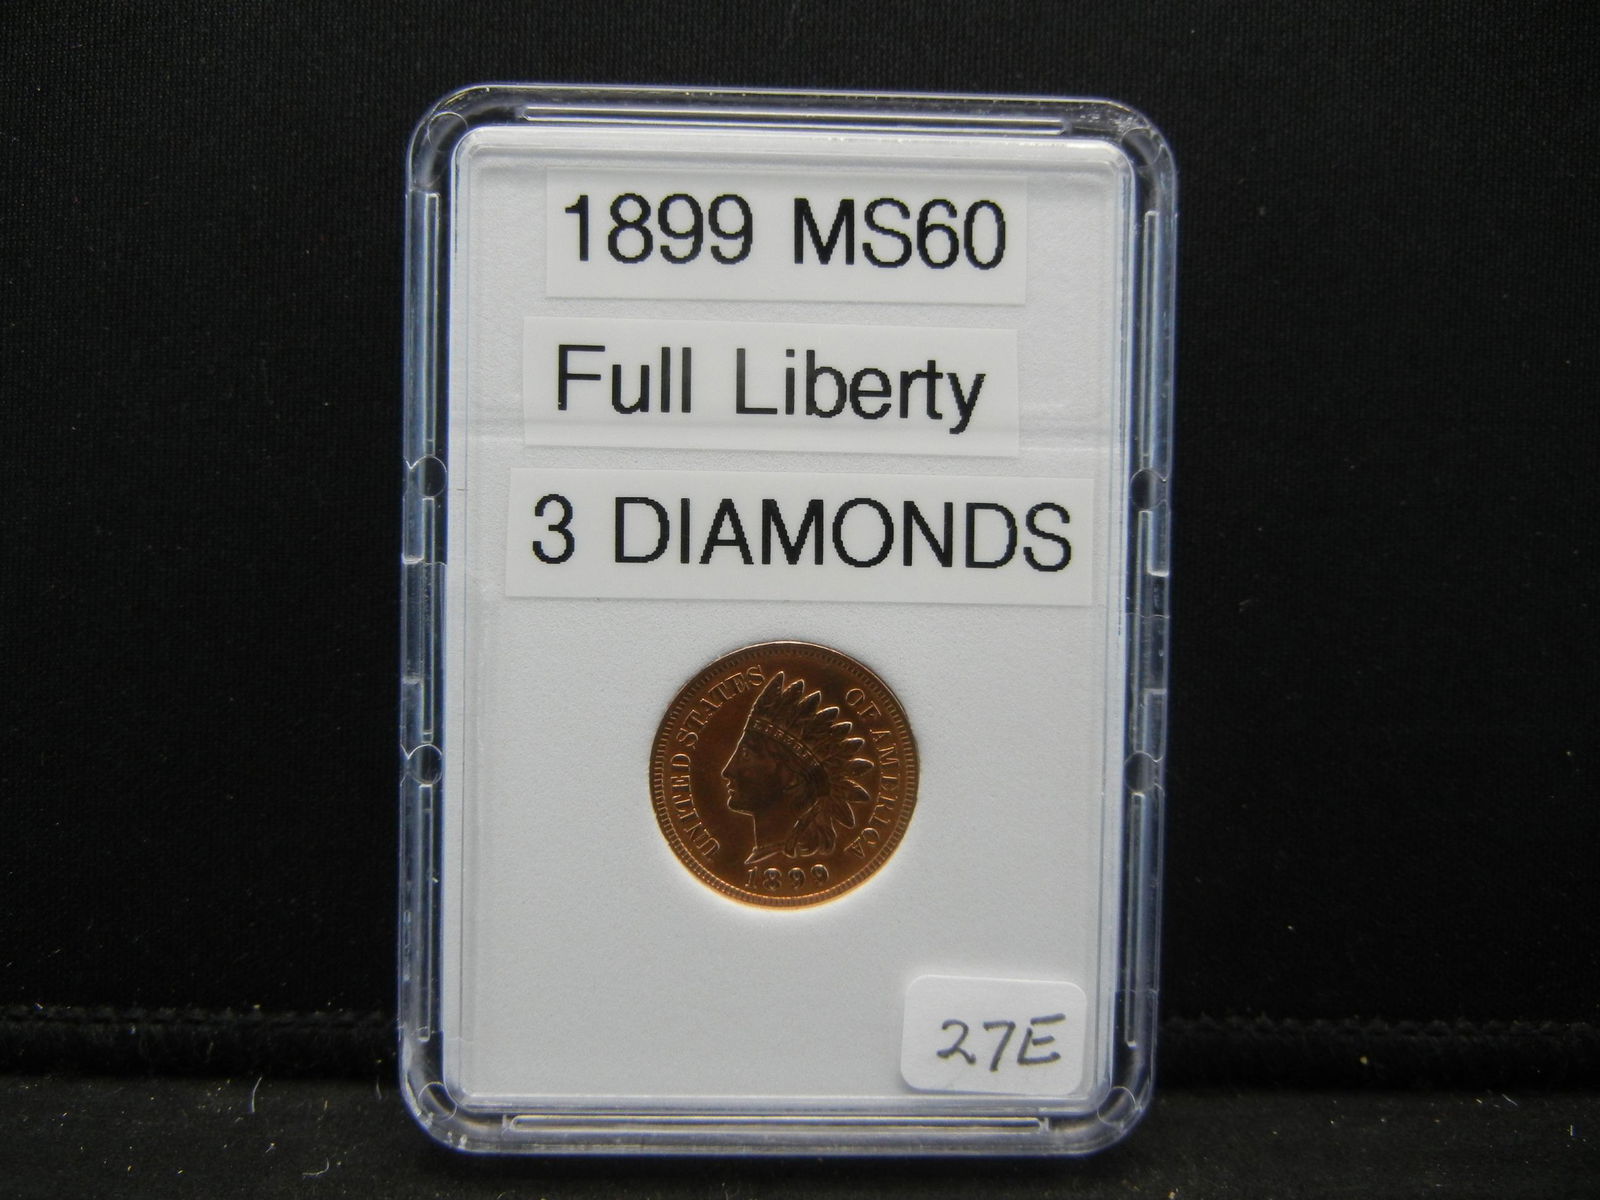 1899 MS60
Full Liberty
3 DIAMONDS
UNITED STATES OF AMERICA
1899
27E